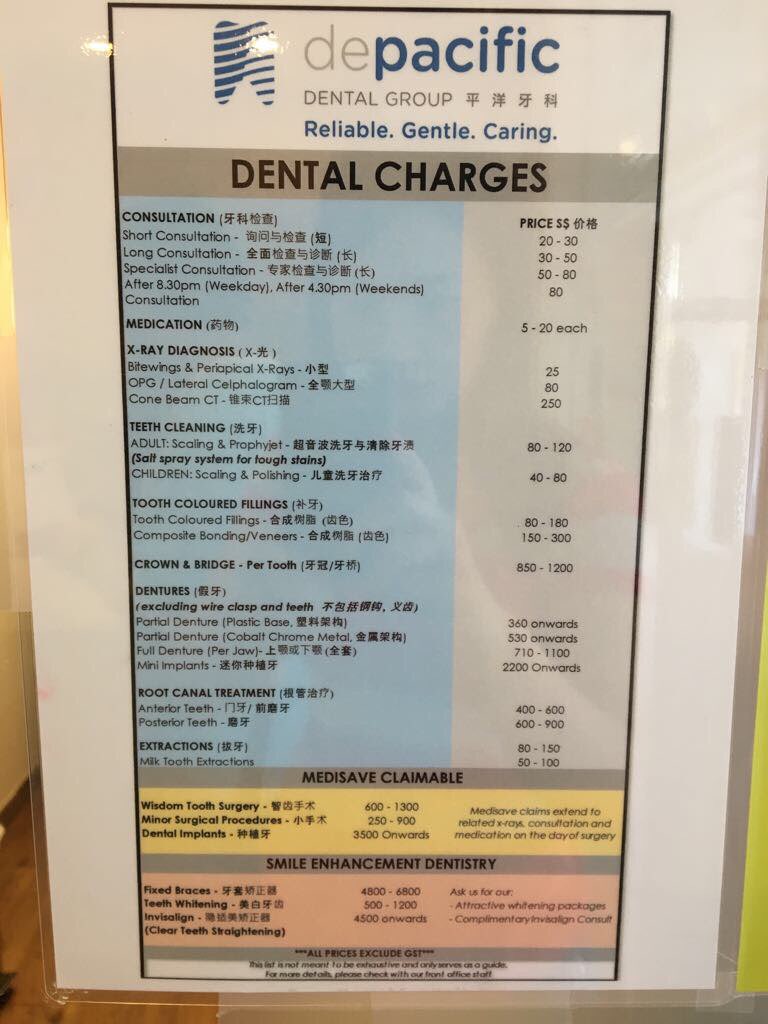 depacific
DENTAL GROUP 平洋牙科
Reliable. Gentle. Caring.
DENTAL CHARGES
CONSULTATION (牙科检查) PRICE S$ 价格
Short Consultation - 询问与检查 (短) 20 - 30
Long Consultation - 全面检查与诊断 (长) 30 - 50
Specialist Consultation - 专家检查与诊断 (长) 50 - 80
After 8.30pm (Weekday), After 4.30pm (Weekends) 80
Consultation
MEDICATION (药物) 5 - 20 each
X-RAY DIAGNOSIS ( X-光 )
Bitewings & Periapical X-Rays - 小型 25
OPG / Lateral Celphalogram - 全颚大型 80
Cone Beam CT - 锥束CT扫描 250
TEETH CLEANING (洗牙)
ADULT: Scaling & Prophyjet - 超音波洗牙与清除牙渍 80 - 120
(Salt spray system for tough stains)
CHILDREN: Scaling & Polishing - 儿童洗牙治疗 40 - 80
TOOTH COLOURED FILLINGS (补牙)
Tooth Coloured Fillings - 合成树脂 (齿色) 80 - 180
Composite Bonding/Veneers - 合成树脂 (齿色) 150 - 300
CROWN & BRIDGE - Per Tooth (牙冠/牙桥) 850 - 1200
DENTURES (假牙)
(excluding wire clasp and teeth 不包括钢钩, 义齿)
Partial Denture (Plastic Base, 塑料架构) 360 onwards
Partial Denture (Cobalt Chrome Metal, 金属架构) 530 onwards
Full Denture (Per Jaw)- 上颚或下颚 (全套) 710 - 1100
Mini Implants - 迷你种植牙 2200 Onwards
ROOT CANAL TREATMENT (根管治疗)
Anterior Teeth - 门牙/ 前磨牙 400 - 600
Posterior Teeth - 磨牙 600 - 900
EXTRACTIONS (拔牙) 80 - 150
Milk Tooth Extractions 50 - 100
MEDISAVE CLAIMABLE
Wisdom Tooth Surgery - 智齿手术 600 - 1300 Medisave claims extend to
Minor Surgical Procedures - 小手术 250 - 900 related x-rays, consultation and
Dental Implants - 种植牙 3500 Onwards medication on the day of surgery
SMILE ENHANCEMENT DENTISTRY
Fixed Braces - 牙套矫正器 4800 - 6800 Ask us for our:
Teeth Whitening - 美白牙齿 500 - 1200 - Attractive whitening packages
Invisalign - 隐适美矫正器 4500 onwards - Complimentary Invisalign Consult
(Clear Teeth Straightening)
***ALL PRICES EXCLUDE GST***
This list is not meant to be exhaustive and only serves as a guide.
For more details, please check with our front office staff